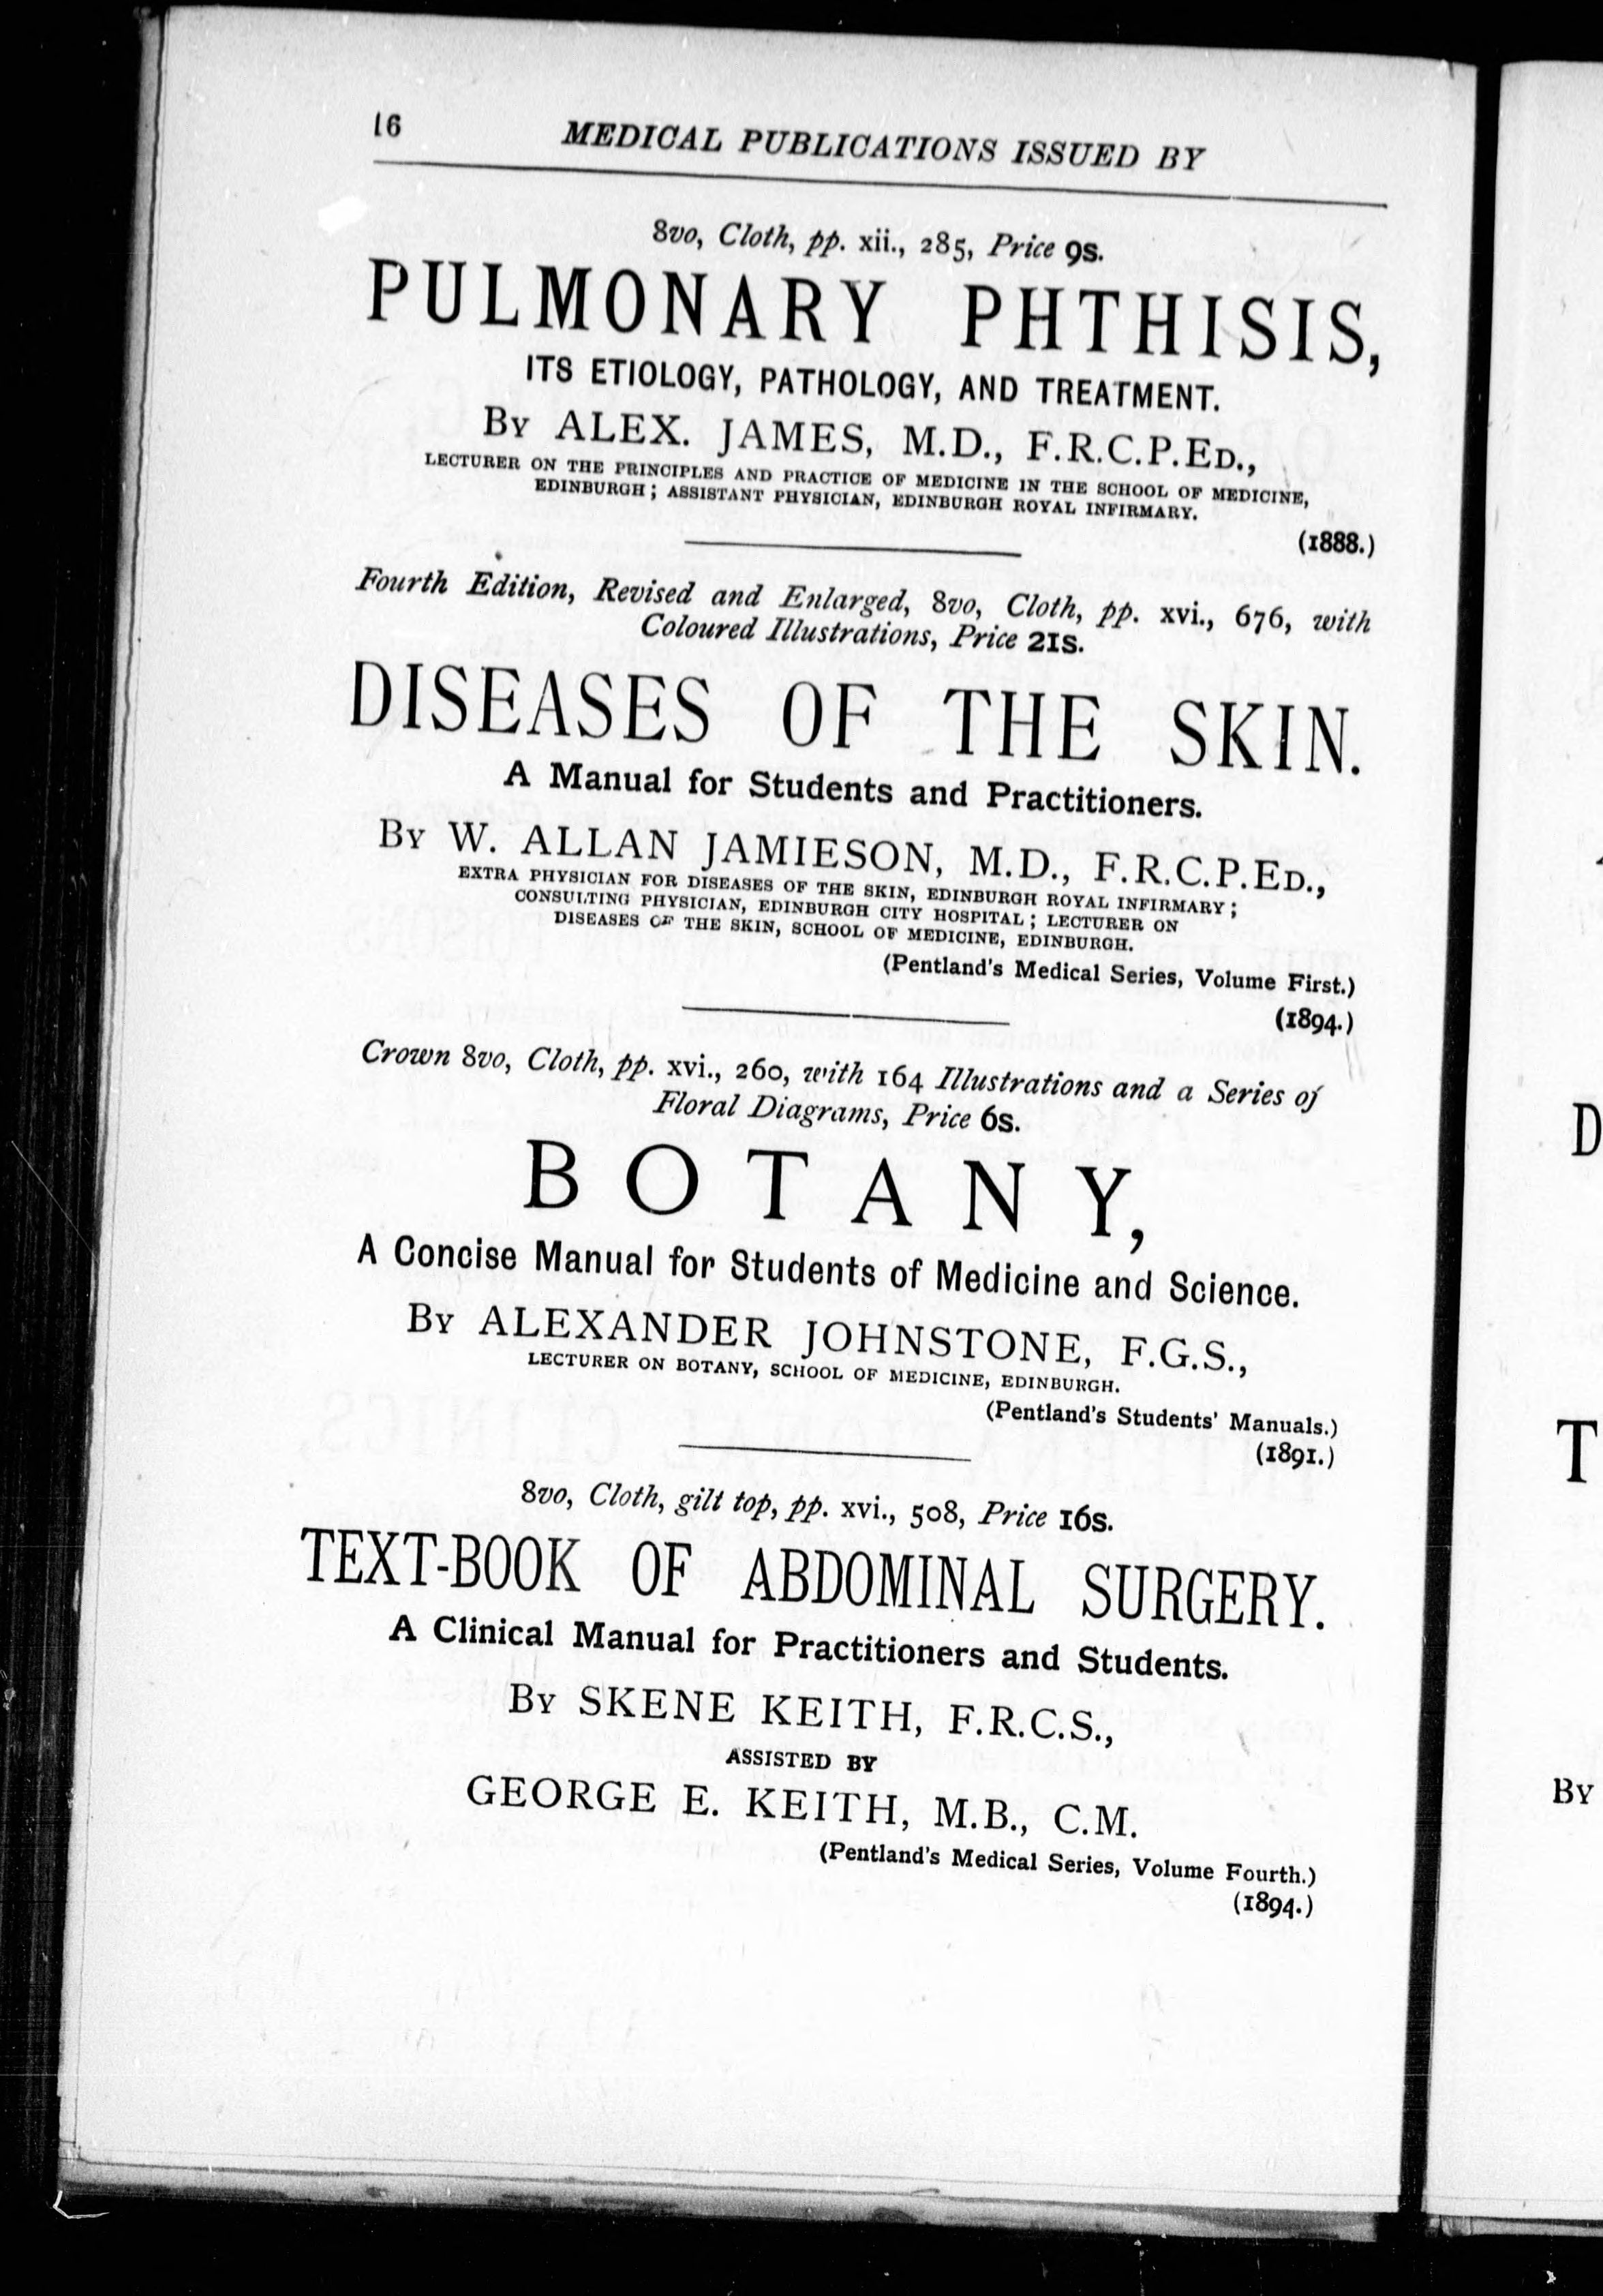 16 MEDICAL PUBLICATIONS ISSUED BY
8vo, Cloth, pp. xii., 285, Price 9s.
PULMONARY PHTHISIS,
ITS ETIOLOGY, PATHOLOGY, AND TREATMENT.
By ALEX. JAMES, M.D., F.R.C.P.Ed.,
LECTURER ON THE PRINCIPLES AND PRACTICE OF MEDICINE IN THE SCHOOL OF MEDICINE,
EDINBURGH; ASSISTANT PHYSICIAN, EDINBURGH ROYAL INFIRMARY.
(1888.)
Fourth Edition, Revised and Enlarged, 8vo, Cloth, pp. xvi., 676, with
Coloured Illustrations, Price 21s.
DISEASES OF THE SKIN.
A Manual for Students and Practitioners.
By W. ALLAN JAMIESON, M.D., F.R.C.P.Ed.,
EXTRA PHYSICIAN FOR DISEASES OF THE SKIN, EDINBURGH ROYAL INFIRMARY;
CONSULTING PHYSICIAN, EDINBURGH CITY HOSPITAL; LECTURER ON
DISEASES OF THE SKIN, SCHOOL OF MEDICINE, EDINBURGH.
(Pentland's Medical Series, Volume First.)
(1894.)
Crown 8vo, Cloth, pp. xvi., 260, with 164 Illustrations and a Series of
Floral Diagrams, Price 6s.
BOTANY,
A Concise Manual for Students of Medicine and Science.
By ALEXANDER JOHNSTONE, F.G.S.,
LECTURER ON BOTANY, SCHOOL OF MEDICINE, EDINBURGH.
(Pentland's Students' Manuals.)
(1891.)
8vo, Cloth, gilt top, pp. xvi., 508, Price 16s.
TEXT-BOOK OF ABDOMINAL SURGERY.
A Clinical Manual for Practitioners and Students.
By SKENE KEITH, F.R.C.S.,
ASSISTED BY
GEORGE E. KEITH, M.B., C.M.
(Pentland's Medical Series, Volume Fourth.)
(1894.)
D
T
By